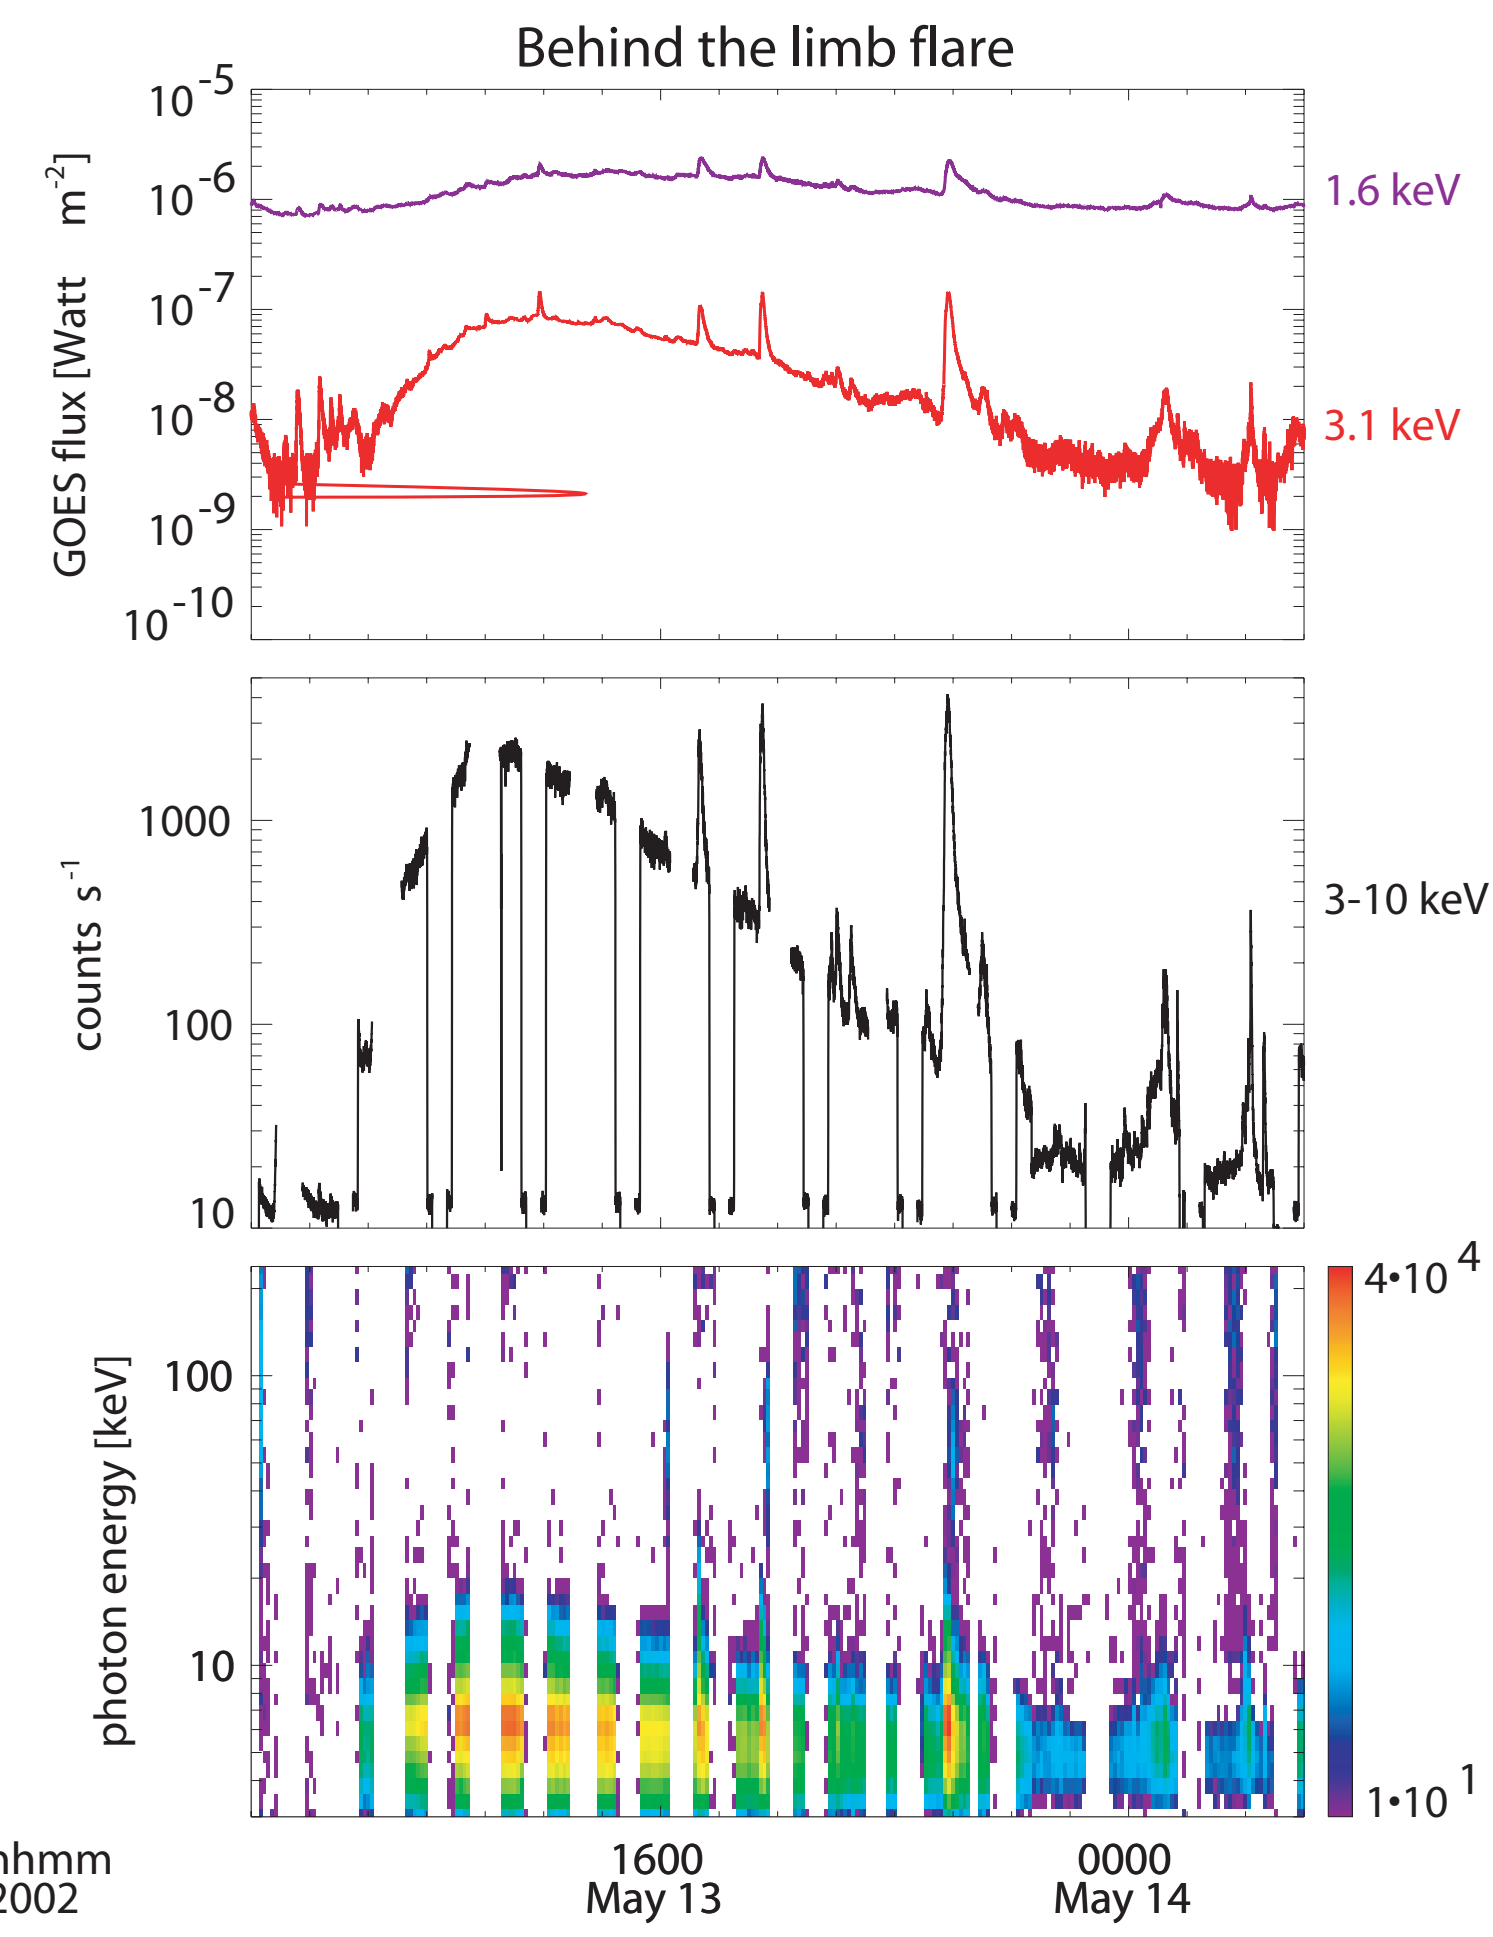 Behind the limb flare
10-5
10-6
10-7
10-8
10-9
10-10
GOES flux [Watt m-2]
1.6 keV
3.1 keV
1000
100
10
counts s-1
3-10 keV
100
10
photon energy [keV]
4•10 4
1•10 1
hhmm
2002
1600
May 13
0000
May 14